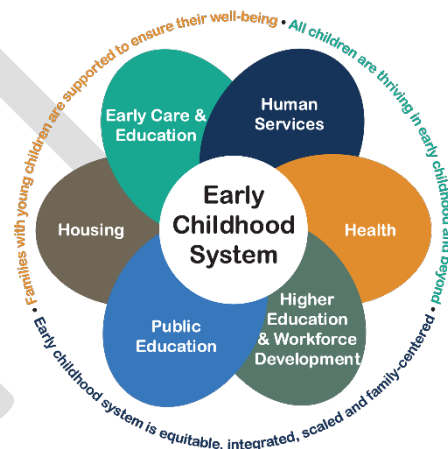 • Families with young children are supported to ensure their well-being •
All children are thriving in early childhood and beyond
• Early childhood system is equitable, integrated, scaled and family-centered •
Early Care &
Education
Human
Services
Housing
Early
Childhood
System
Health
Public
Education
Higher
Education
& Workforce
Development